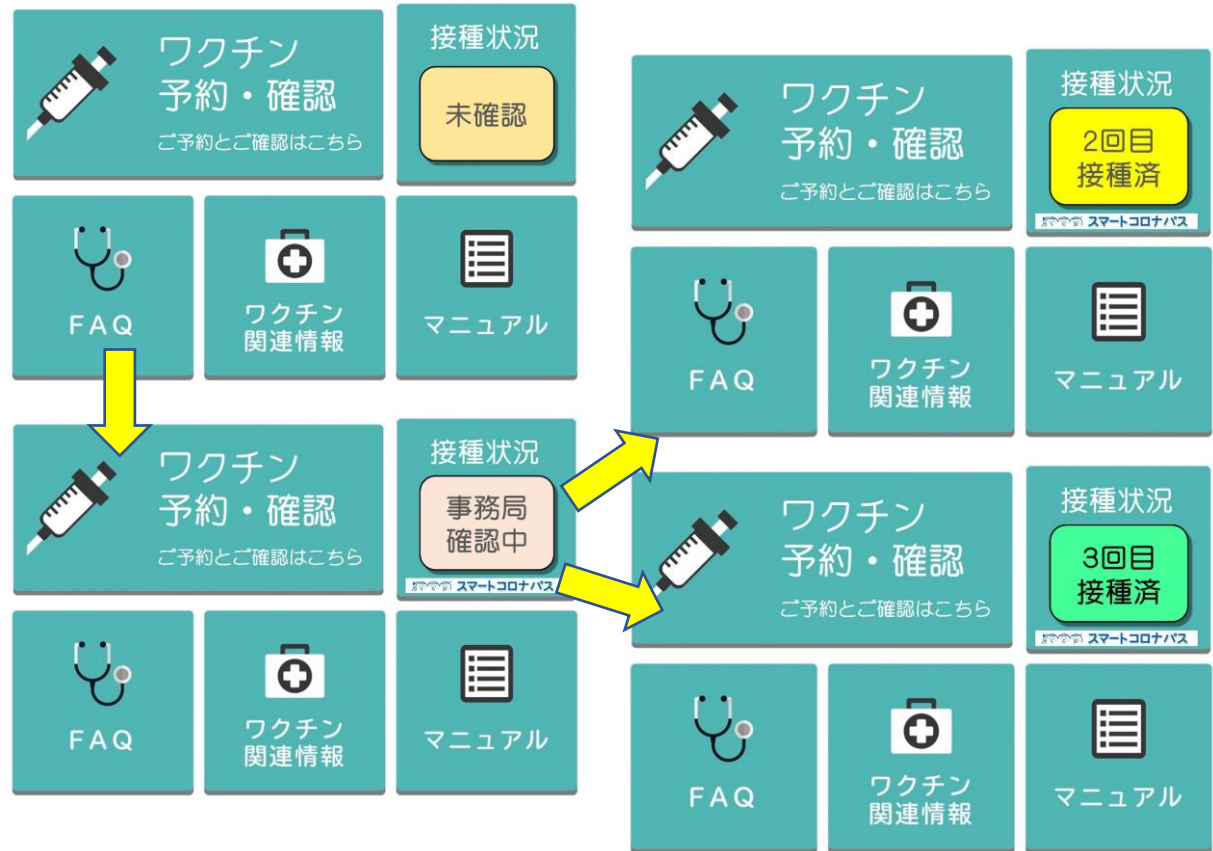 ワクチン
予約・確認
ご予約とご確認はこちら
接種状況
未確認
FAQ
ワクチン
関連情報
マニュアル
ワクチン
予約・確認
ご予約とご確認はこちら
接種状況
事務局
確認中
スマートコロナパス
FAQ
ワクチン
関連情報
マニュアル
ワクチン
予約・確認
ご予約とご確認はこちら
接種状況
2回目
接種済
スマートコロナパス
FAQ
ワクチン
関連情報
マニュアル
ワクチン
予約・確認
ご予約とご確認はこちら
接種状況
3回目
接種済
スマートコロナパス
FAQ
ワクチン
関連情報
マニュアル